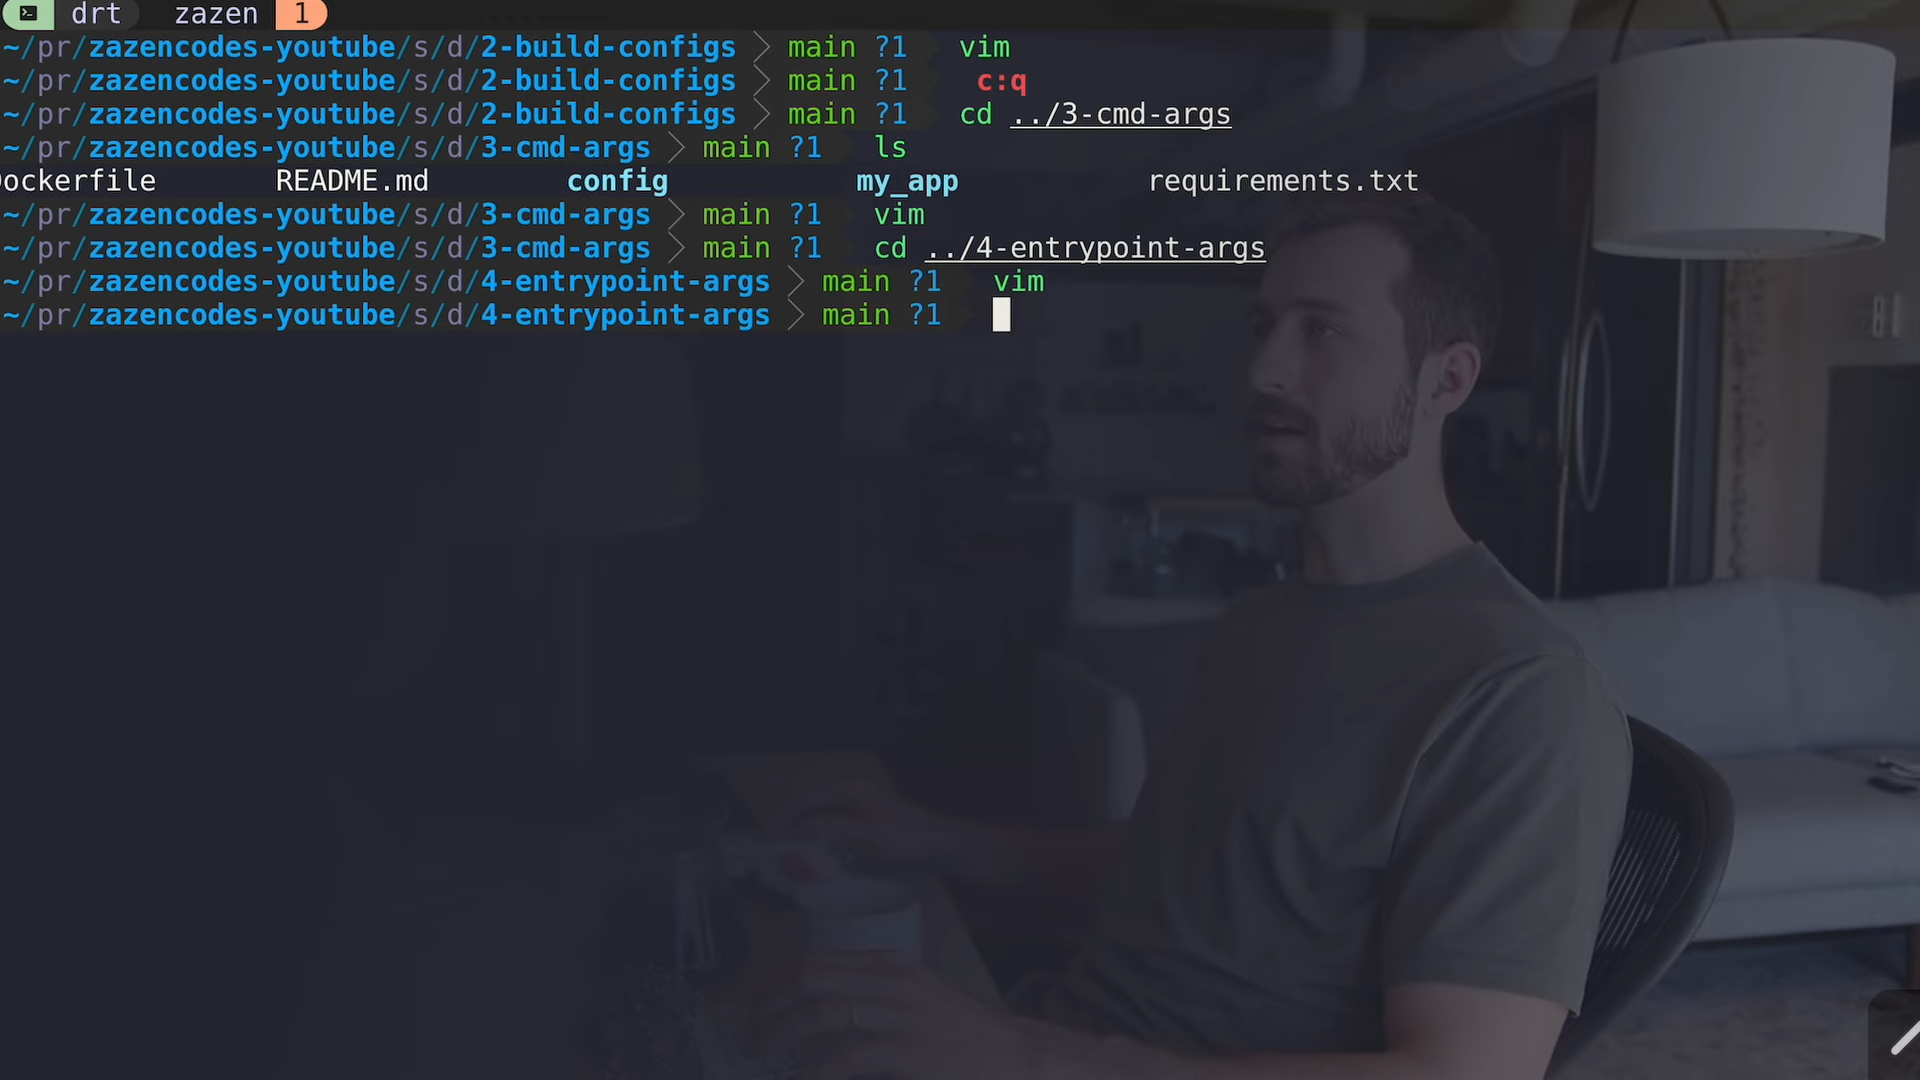 drt zazen 1
~/pr/zazencodes-youtube/s/d/2-build-configs main ?1 vim
~/pr/zazencodes-youtube/s/d/2-build-configs main ?1 c:q
~/pr/zazencodes-youtube/s/d/2-build-configs main ?1 cd ../3-cmd-args
~/pr/zazencodes-youtube/s/d/3-cmd-args main ?1 ls
ockerfile README.md config my_app requirements.txt
~/pr/zazencodes-youtube/s/d/3-cmd-args main ?1 vim
~/pr/zazencodes-youtube/s/d/3-cmd-args main ?1 cd ../4-entrypoint-args
~/pr/zazencodes-youtube/s/d/4-entrypoint-args main ?1 vim
~/pr/zazencodes-youtube/s/d/4-entrypoint-args main ?1